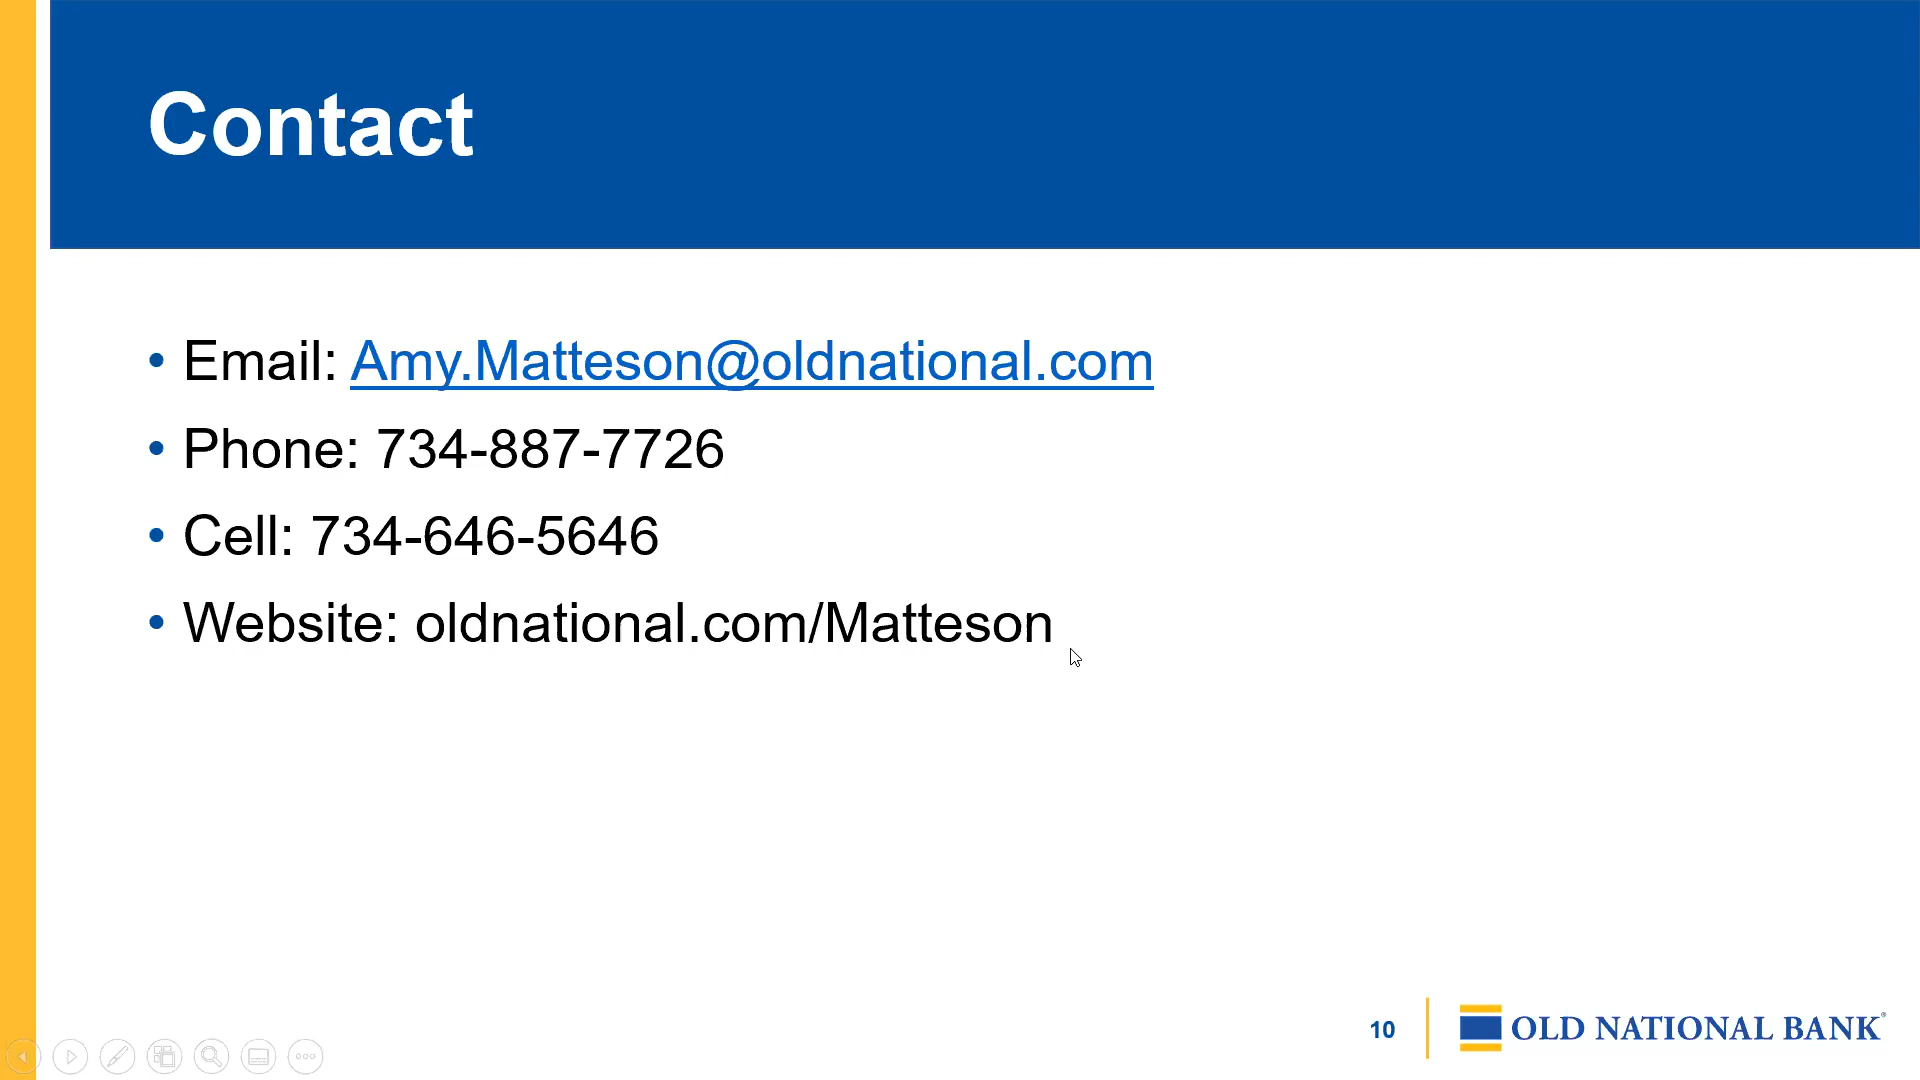 Contact
• Email: Amy.Matteson@oldnational.com
• Phone: 734-887-7726
• Cell: 734-646-5646
• Website: oldnational.com/Matteson
10
OLD NATIONAL BANK®